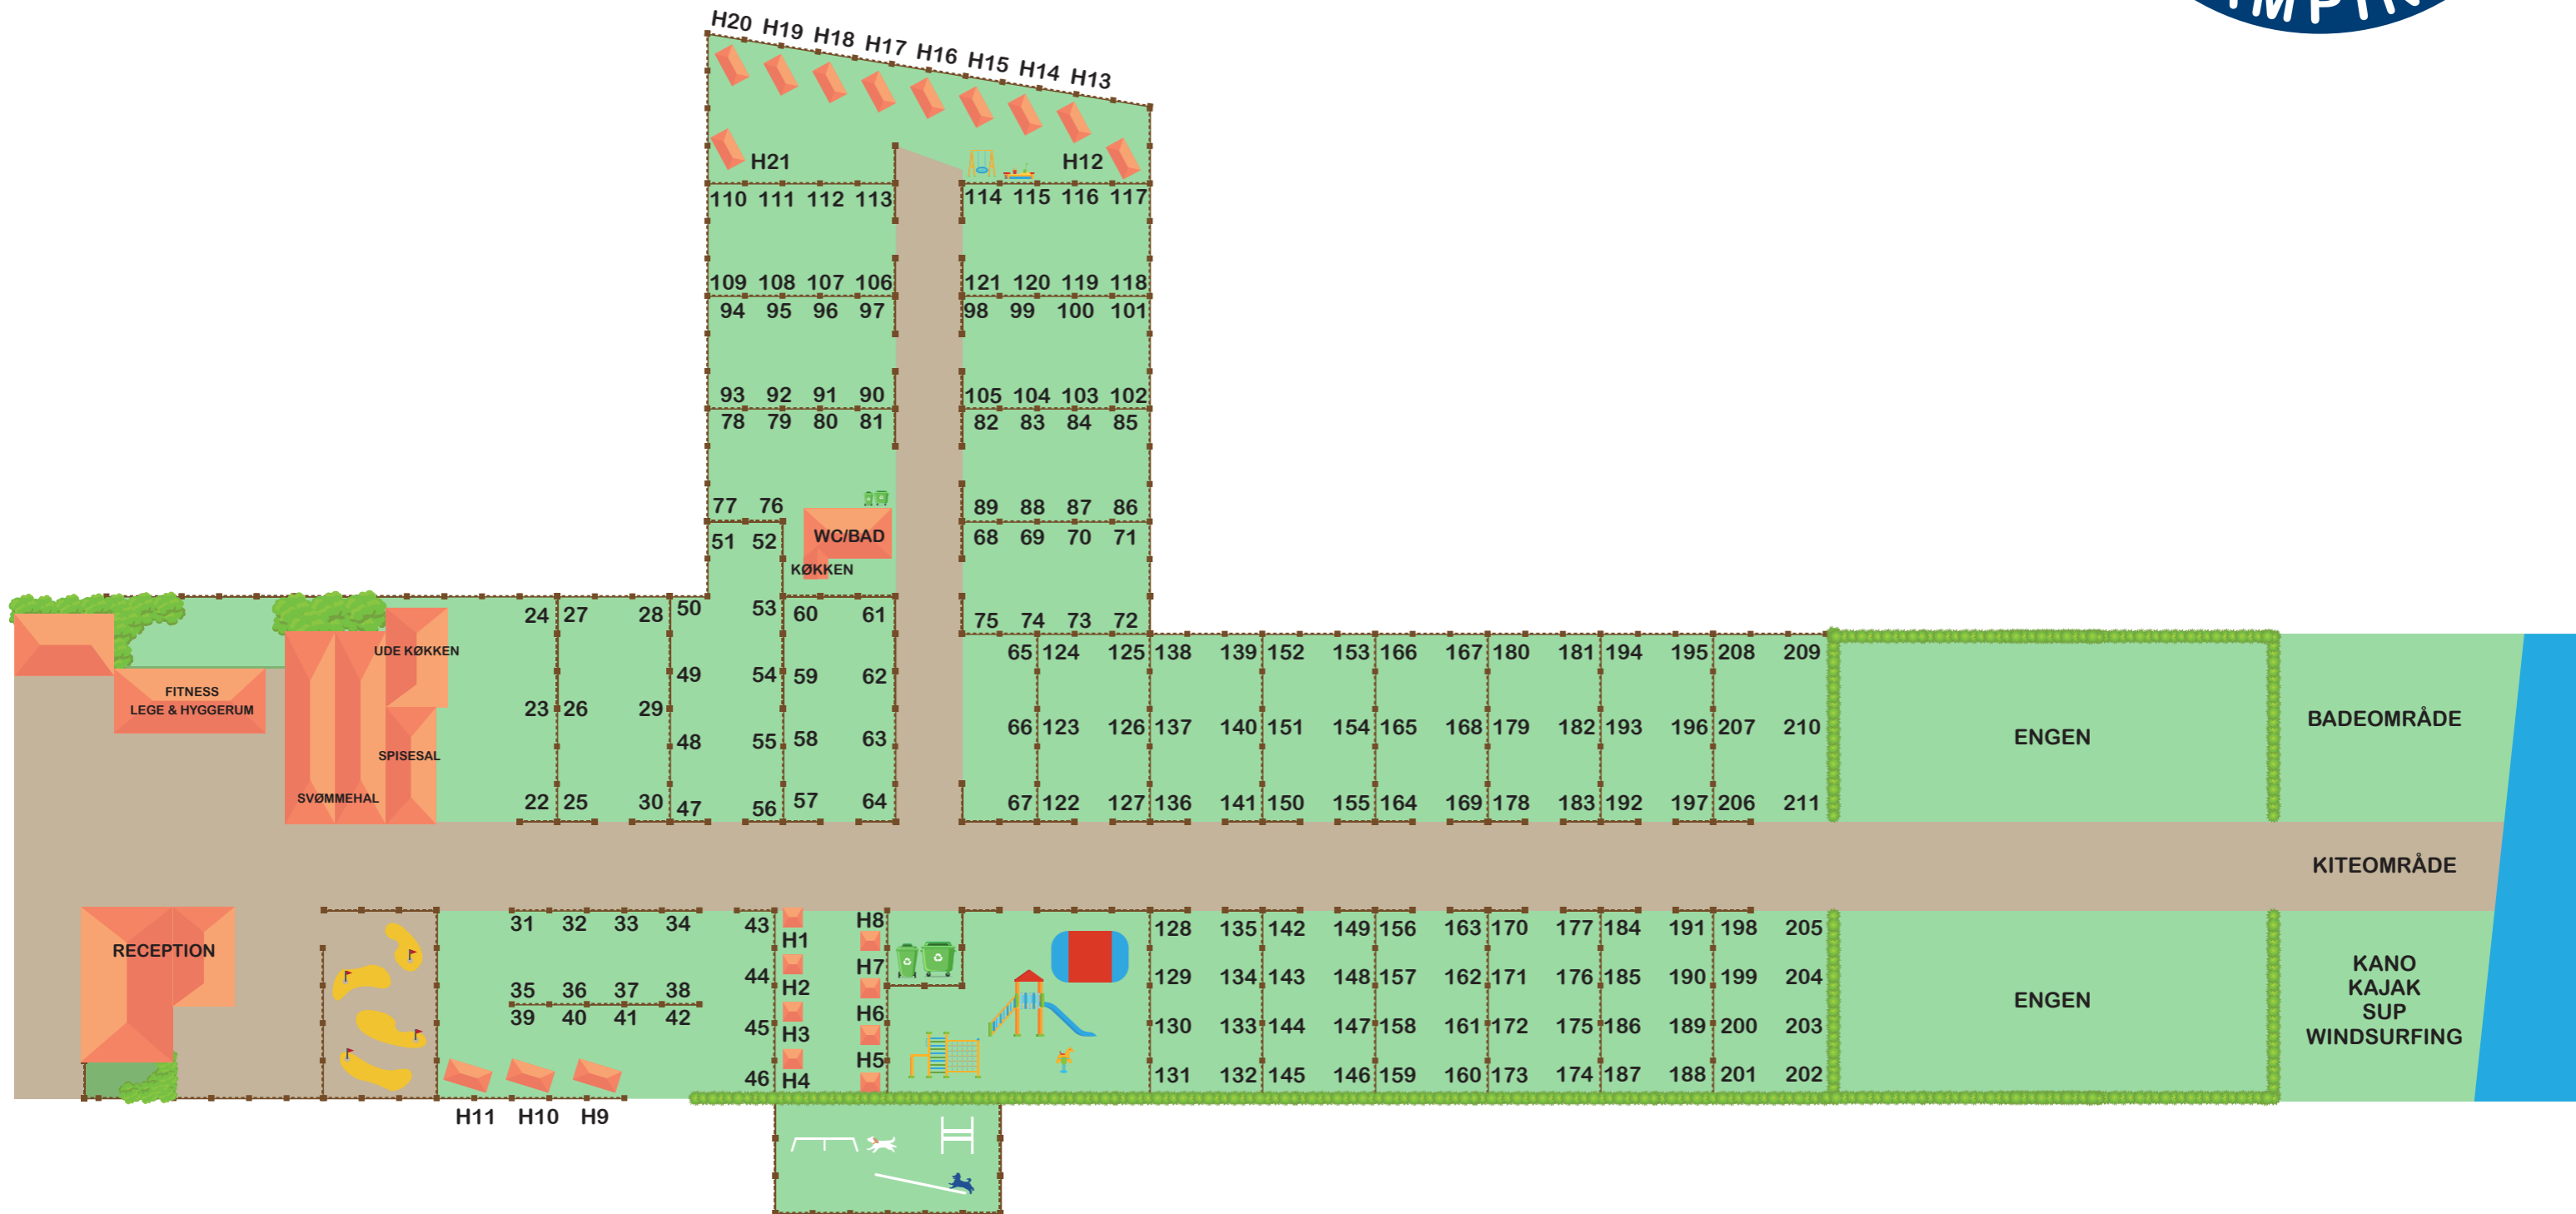 MPIN
H20 H19 H18 H17 H16 H15 H14 H13
H21 H12
110 111 112 113 114 115 116 117
109 108 107 106 121 120 119 118
94 95 96 97 98 99 100 101
93 92 91 90 105 104 103 102
78 79 80 81 82 83 84 85
77 76 89 88 87 86
51 52 WC/BAD 68 69 70 71
KØKKEN
24 27 28 50 53 60 61 75 74 73 72
UDE KØKKEN 65 124 125 138 139 152 153 166 167 180 181 194 195 208 209
49 54 59 62
FITNESS
LEGE & HYGGERUM
23 26 29 BADEOMRÅDE
48 55 58 63 66 123 126 137 140 151 154 165 168 179 182 193 196 207 210 ENGEN
SPISESAL
SVØMMEHAL
22 25 30 47 56 57 64 67 122 127 136 141 150 155 164 169 178 183 192 197 206 211
KITEOMRÅDE
31 32 33 34 43 H8 128 135 142 149 156 163 170 177 184 191 198 205
RECEPTION H1
44 H7 129 134 143 148 157 162 171 176 185 190 199 204 KANO
35 36 37 38 H2 KAJAK
39 40 41 42 H6 ENGEN SUP
45 H3 130 133 144 147 158 161 172 175 186 189 200 203 WINDSURFING
H5
46 H4 131 132 145 146 159 160 173 174 187 188 201 202
H11 H10 H9